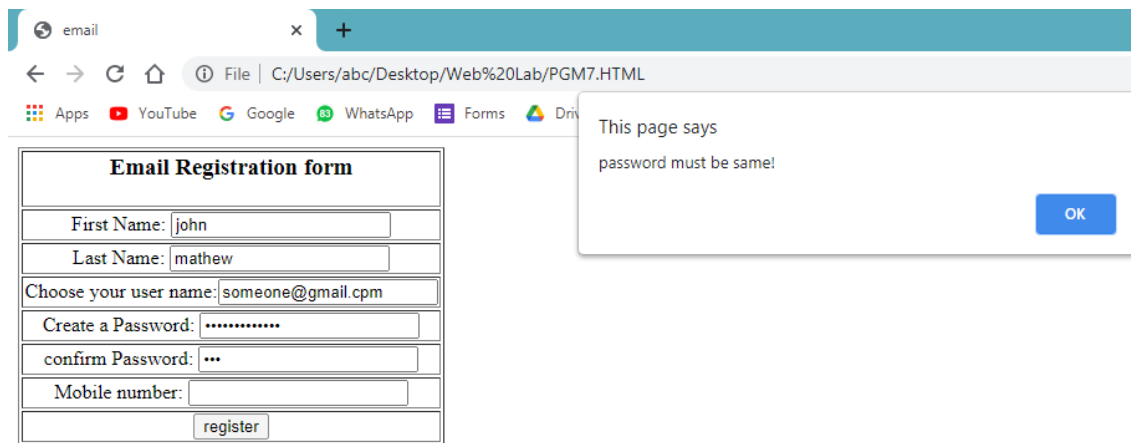 email
File | C:/Users/abc/Desktop/Web%20Lab/PGM7.HTML
Apps YouTube Google 83 WhatsApp Forms Driv
This page says
password must be same!
OK
Email Registration form
First Name: john
Last Name: mathew
Choose your user name: someone@gmail.cpm
Create a Password: •••••••••••••
confirm Password: •••
Mobile number:
register